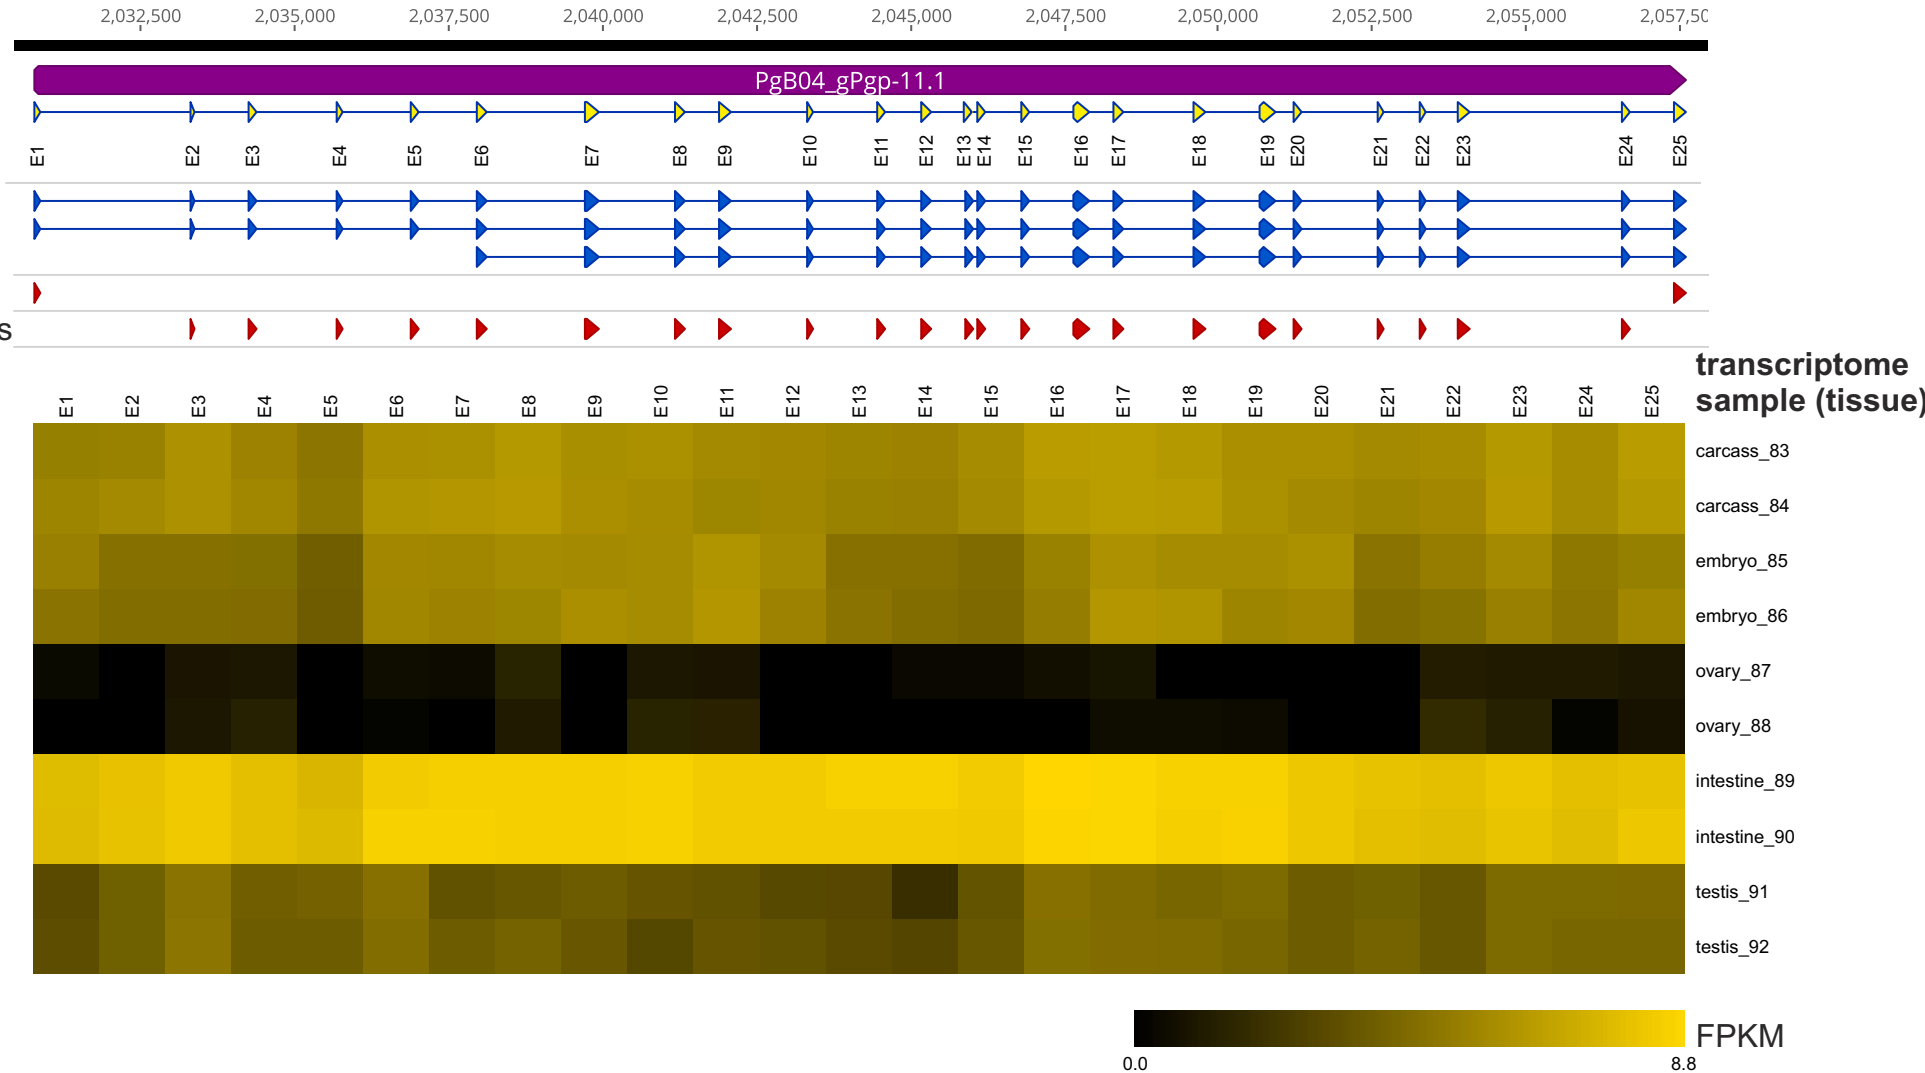 2,032,500 2,035,000 2,037,500 2,040,000 2,042,500 2,045,000 2,047,500 2,050,000 2,052,500 2,055,000 2,057,50
PgB04_gPgp-11.1
E1 E2 E3 E4 E5 E6 E7 E8 E9 E10 E11 E12 E13 E14 E15 E16 E17 E18 E19 E20 E21 E22 E23 E24 E25
s
transcriptome
sample (tissue)
E1 E2 E3 E4 E5 E6 E7 E8 E9 E10 E11 E12 E13 E14 E15 E16 E17 E18 E19 E20 E21 E22 E23 E24 E25
carcass_83
carcass_84
embryo_85
embryo_86
ovary_87
ovary_88
intestine_89
intestine_90
testis_91
testis_92
FPKM
0.0 8.8